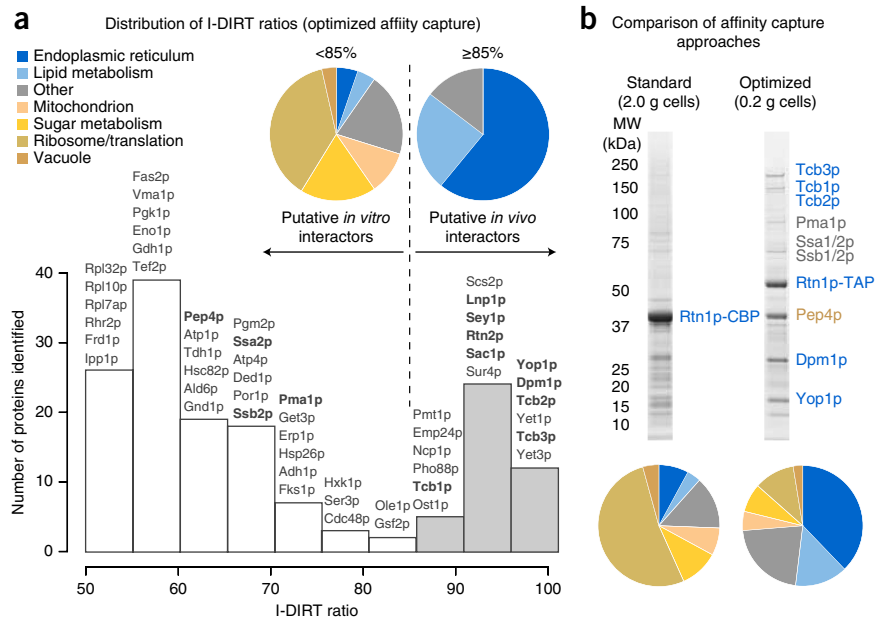 a
Distribution of I-DIRT ratios (optimized affiity capture)
Endoplasmic reticulum
Lipid metabolism
Other
Mitochondrion
Sugar metabolism
Ribosome/translation
Vacuole
<85%
≥85%
Putative in vitro
interactors
Putative in vivo
interactors
Number of proteins identified
40
30
20
10
0
Rpl32p
Rpl10p
Rpl7ap
Rhr2p
Frd1p
Ipp1p
Fas2p
Vma1p
Pgk1p
Eno1p
Gdh1p
Tef2p
Pep4p
Atp1p
Tdh1p
Hsc82p
Ald6p
Gnd1p
Pgm2p
Ssa2p
Atp4p
Ded1p
Por1p
Ssb2p
Pma1p
Get3p
Erp1p
Hsp26p
Adh1p
Fks1p
Hxk1p
Ser3p
Cdc48p
Ole1p
Gsf2p
Pmt1p
Emp24p
Ncp1p
Pho88p
Tcb1p
Ost1p
Scs2p
Lnp1p
Sey1p
Rtn2p
Sac1p
Sur4p
Yop1p
Dpm1p
Tcb2p
Yet1p
Tcb3p
Yet3p
50 60 70 80 90 100
I-DIRT ratio
b
Comparison of affinity capture
approaches
Standard
(2.0 g cells)
Optimized
(0.2 g cells)
MW
(kDa)
250
150
100
75
50
37
25
20
15
10
Rtn1p-CBP
Tcb3p
Tcb1p
Tcb2p
Pma1p
Ssa1/2p
Ssb1/2p
Rtn1p-TAP
Pep4p
Dpm1p
Yop1p